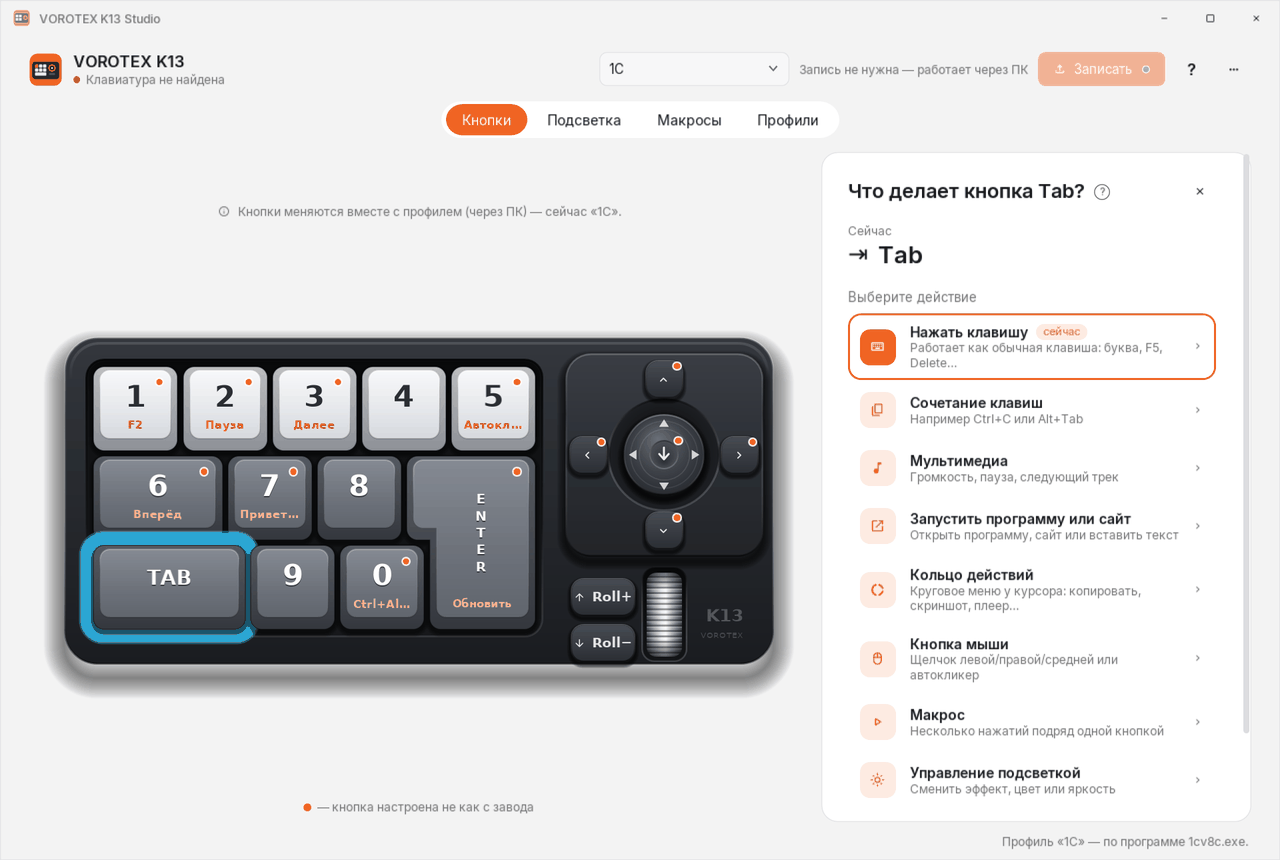 VOROTEX K13 Studio
VOROTEX K13
Клавиатура не найдена
1С
Запись не нужна — работает через ПК
Записать
?
Кнопки
Подсветка
Макросы
Профили
Кнопки меняются вместе с профилем (через ПК) — сейчас «1С».
1
F2
2
Пауза
3
Далее
4
5
Автокл...
6
Вперёд
7
Привет...
8
ENTER
Обновить
TAB
9
0
Ctrl+Al...
↑ Roll+
↓ Roll−
K13
VOROTEX
— кнопка настроена не как с завода
Что делает кнопка Tab? ?
Сейчас
Tab
Выберите действие
Нажать клавишу сейчас
Работает как обычная клавиша: буква, F5,
Delete...
Сочетание клавиш
Например Ctrl+C или Alt+Tab
Мультимедиа
Громкость, пауза, следующий трек
Запустить программу или сайт
Открыть программу, сайт или вставить текст
Кольцо действий
Круговое меню у курсора: копировать,
скриншот, плеер...
Кнопка мыши
Щелчок левой/правой/средней или
автокликер
Макрос
Несколько нажатий подряд одной кнопкой
Управление подсветкой
Сменить эффект, цвет или яркость
Профиль «1С» — по программе 1cv8c.exe.